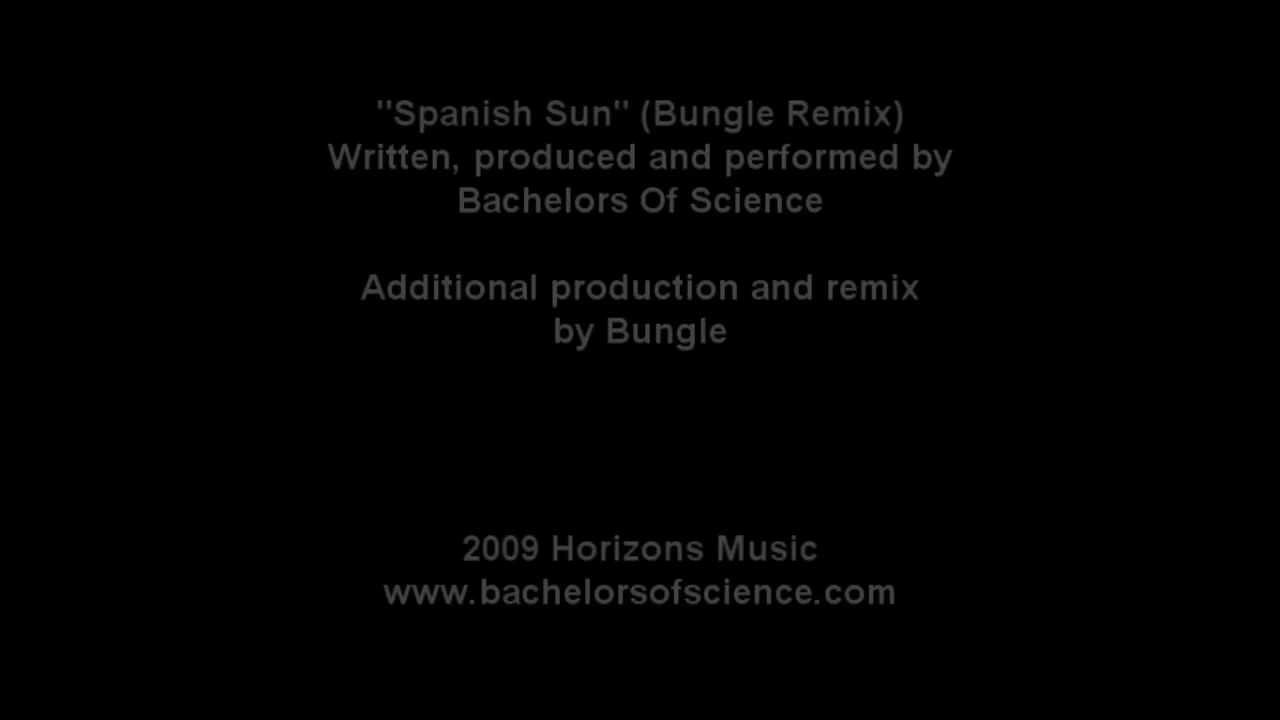 "Spanish Sun" (Bungle Remix)
Written, produced and performed by
Bachelors Of Science
Additional production and remix
by Bungle
2009 Horizons Music
www.bachelorsofscience.com